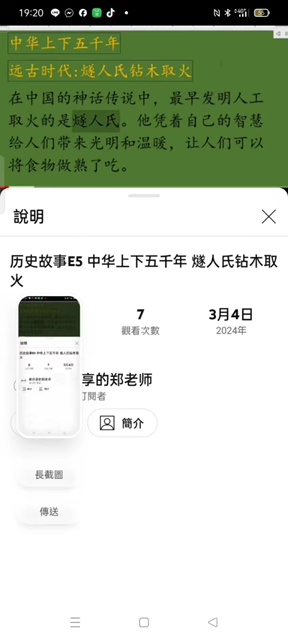 19:20
中华上下五千年
远古时代:燧人氏钻木取火
在中国的神话传说中，最早发明人工
取火的是燧人氏。他凭着自己的智慧
给人们带来光明和温暖，让人们可以
将食物做熟了吃。
說明
历史故事E5 中华上下五千年 燧人氏钻木取
火
7
3月4日
觀看次數
2024年
享的郑老师
訂閱者
簡介
長截圖
傳送